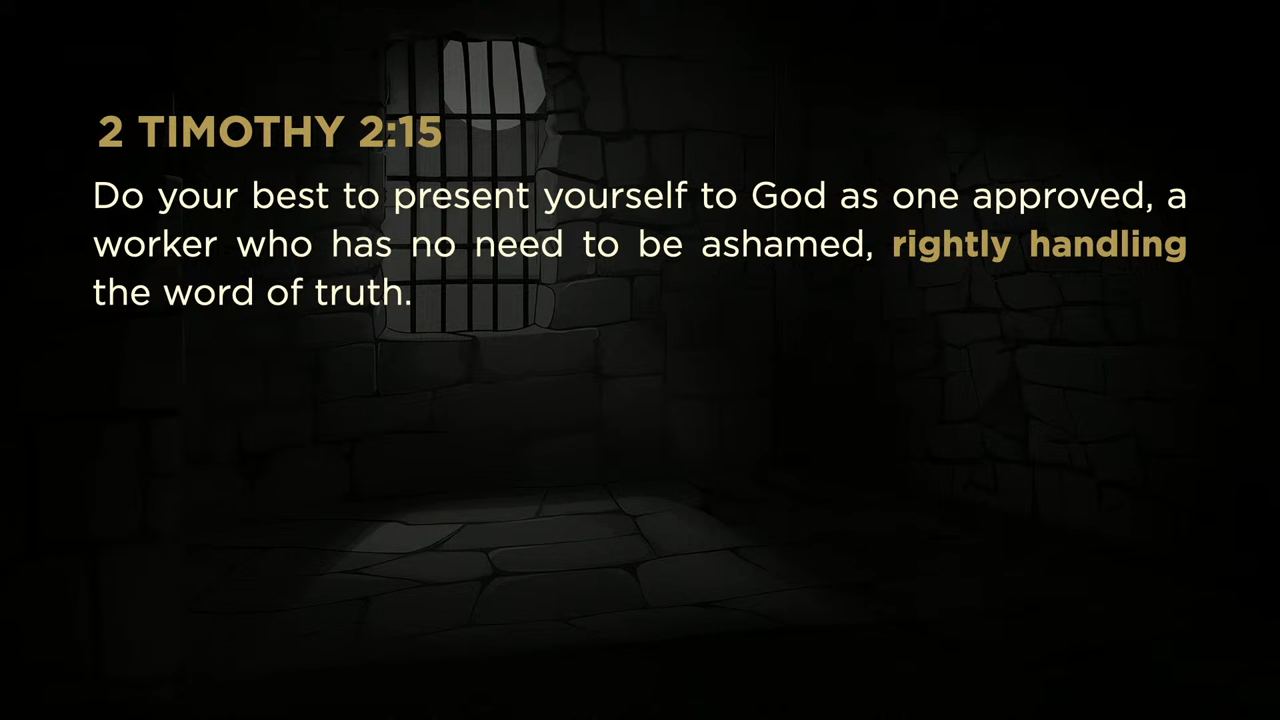 2 TIMOTHY 2:15
Do your best to present yourself to God as one approved, a
worker who has no need to be ashamed, rightly handling
the word of truth.